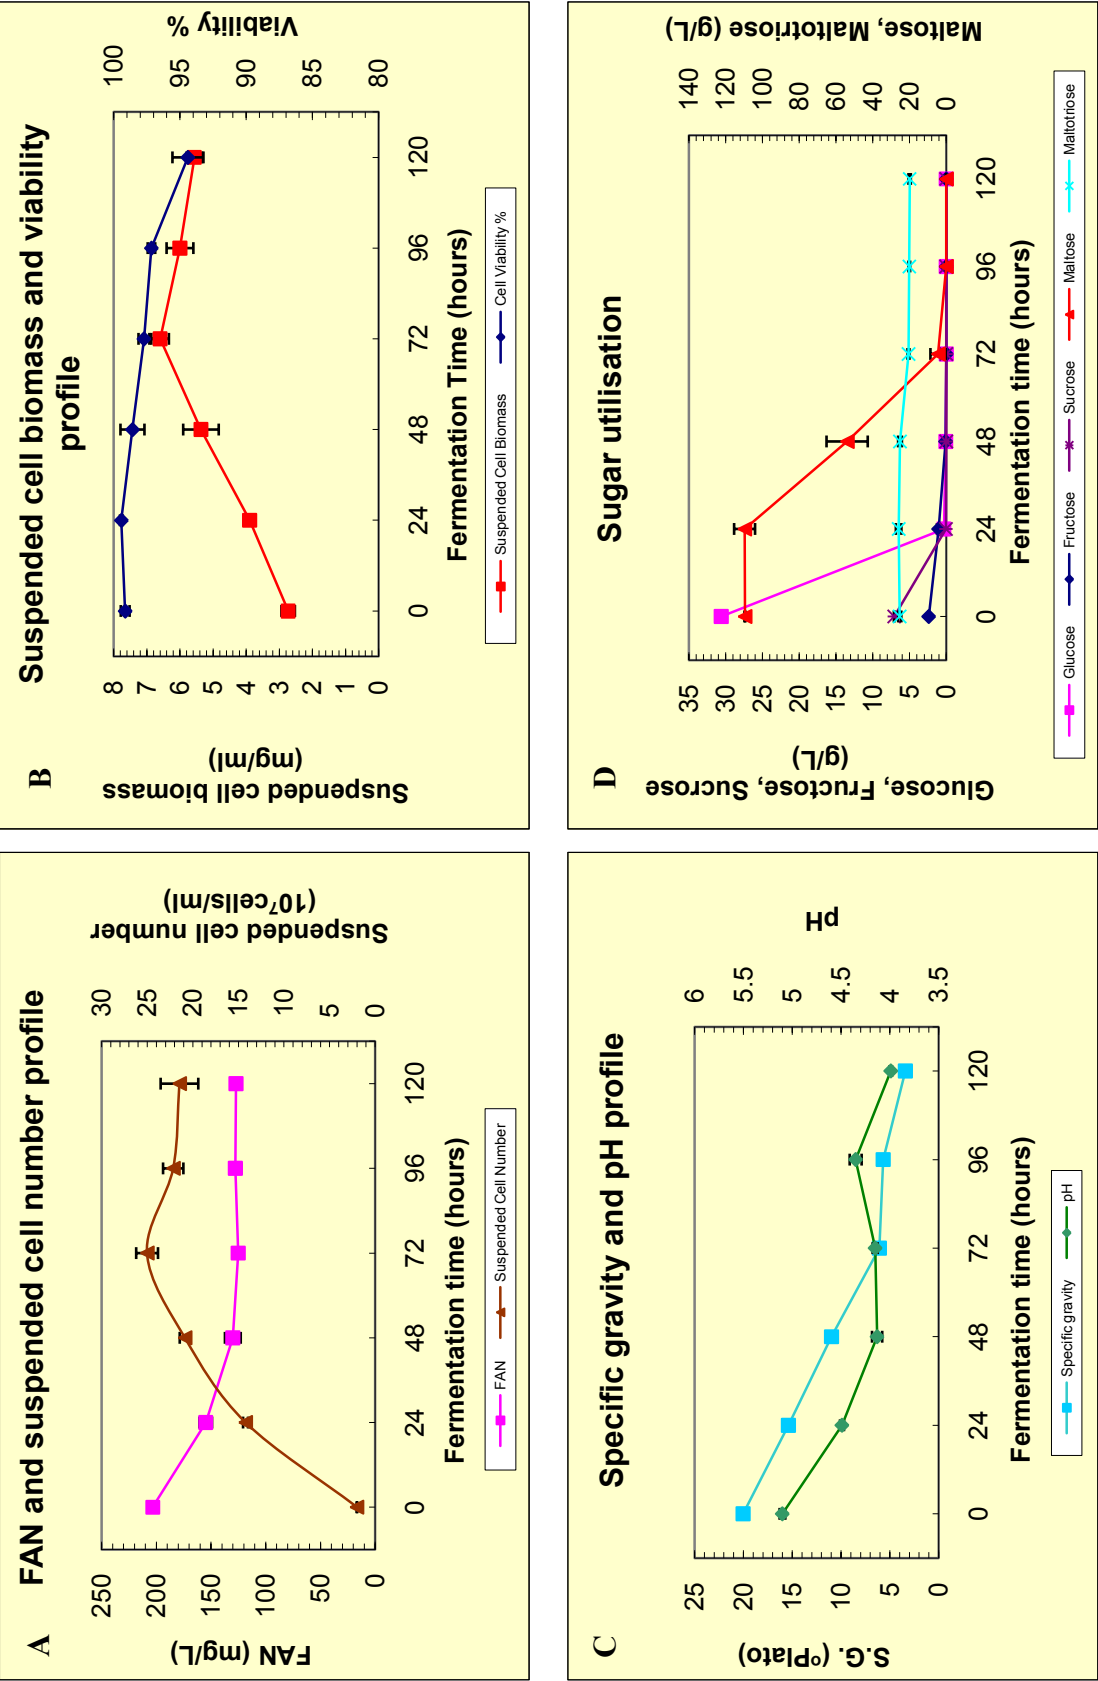 A
FAN and suspended cell number profile
FAN (mg/L)
250
200
150
100
50
0
0
24
48
72
96
120
30
25
20
15
10
5
0
Suspended cell number
(10⁷cells/ml)
Fermentation time (hours)
FAN
Suspended Cell Number
B
Suspended cell biomass and viability
profile
Suspended cell biomass
(mg/ml)
8
7
6
5
4
3
2
1
0
0
24
48
72
96
120
100
95
90
85
80
Viability %
Fermentation Time (hours)
Suspended Cell Biomass
Cell Viability %
C
Specific gravity and pH profile
S.G. (ºPlato)
25
20
15
10
5
0
0
24
48
72
96
120
6
5.5
5
4.5
4
3.5
pH
Fermentation time (hours)
Specific gravity
pH
D
Sugar utilisation
Glucose, Fructose, Sucrose
(g/L)
35
30
25
20
15
10
5
0
0
24
48
72
96
120
140
120
100
80
60
40
20
0
Maltose, Maltotriose (g/L)
Fermentation time (hours)
Glucose
Fructose
Sucrose
Maltose
Maltotriose